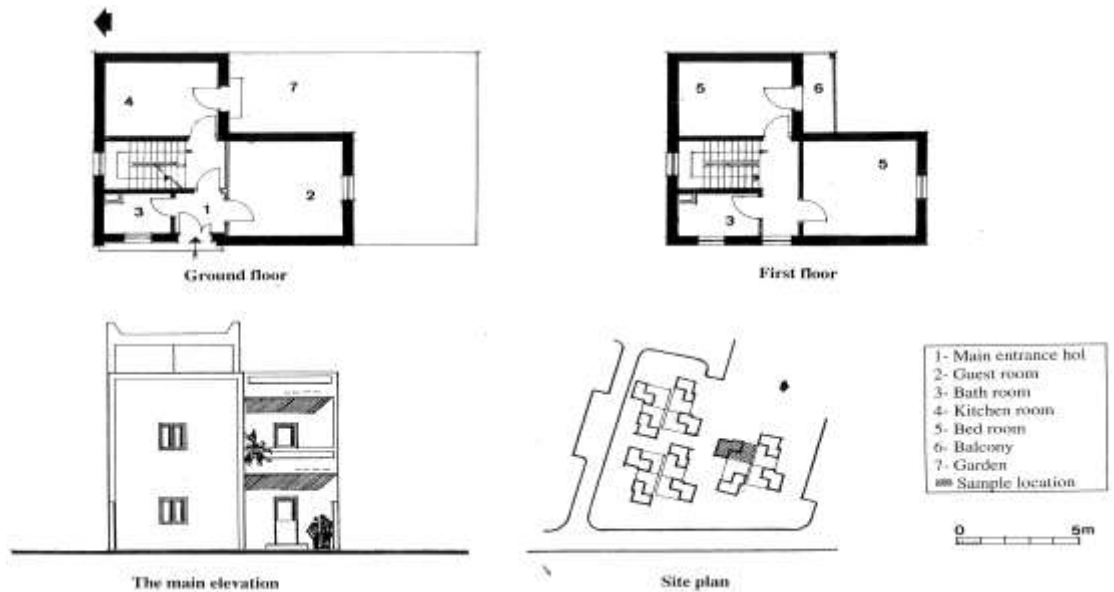 4
7
3
1
2
Ground floor
5
6
5
3
First floor
The main elevation
Site plan
1- Main entrance hol
2- Guest room
3- Bath room
4- Kitchen room
5- Bed room
6- Balcony
7- Garden
Sample location
0 5m